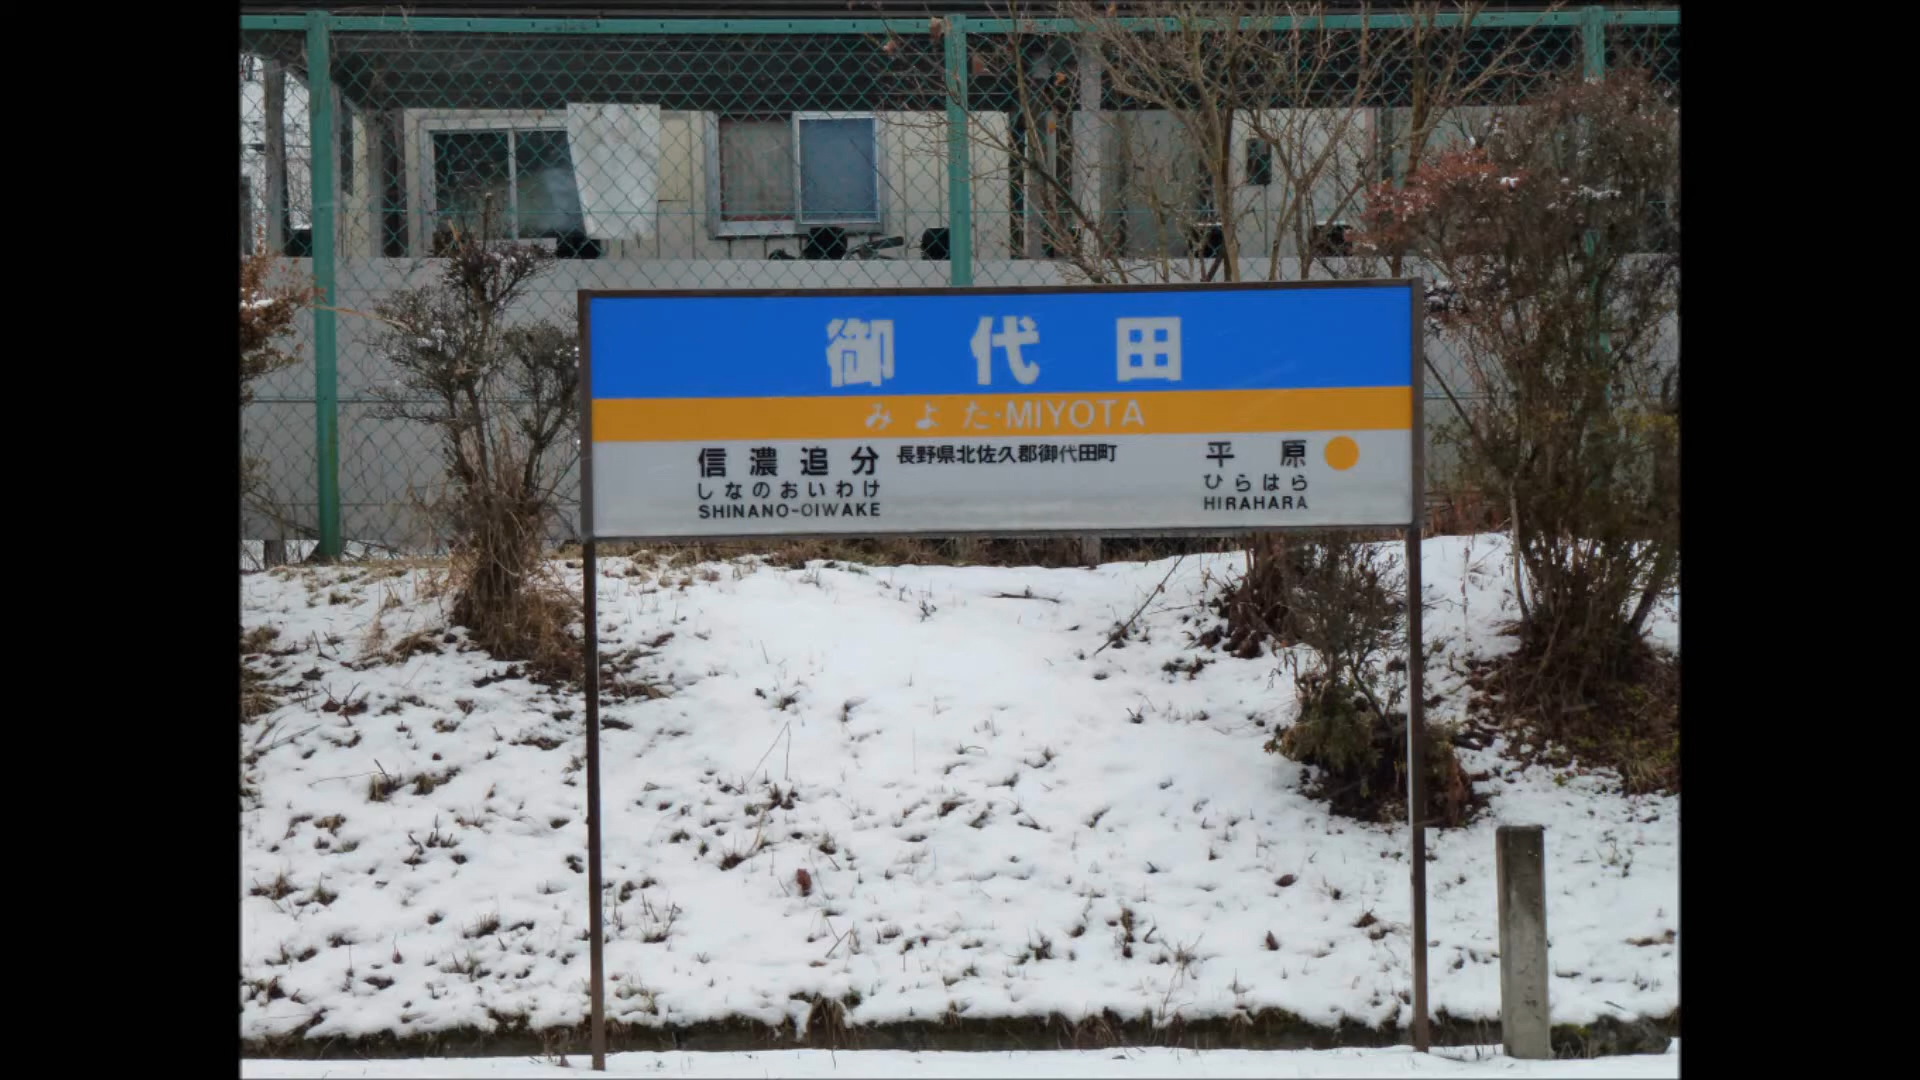 御代田
みよた-MIYOTA
信濃追分
しなのおいわけ
SHINANO-OIWAKE
長野県北佐久郡御代田町
平原
ひらはら
HIRAHARA